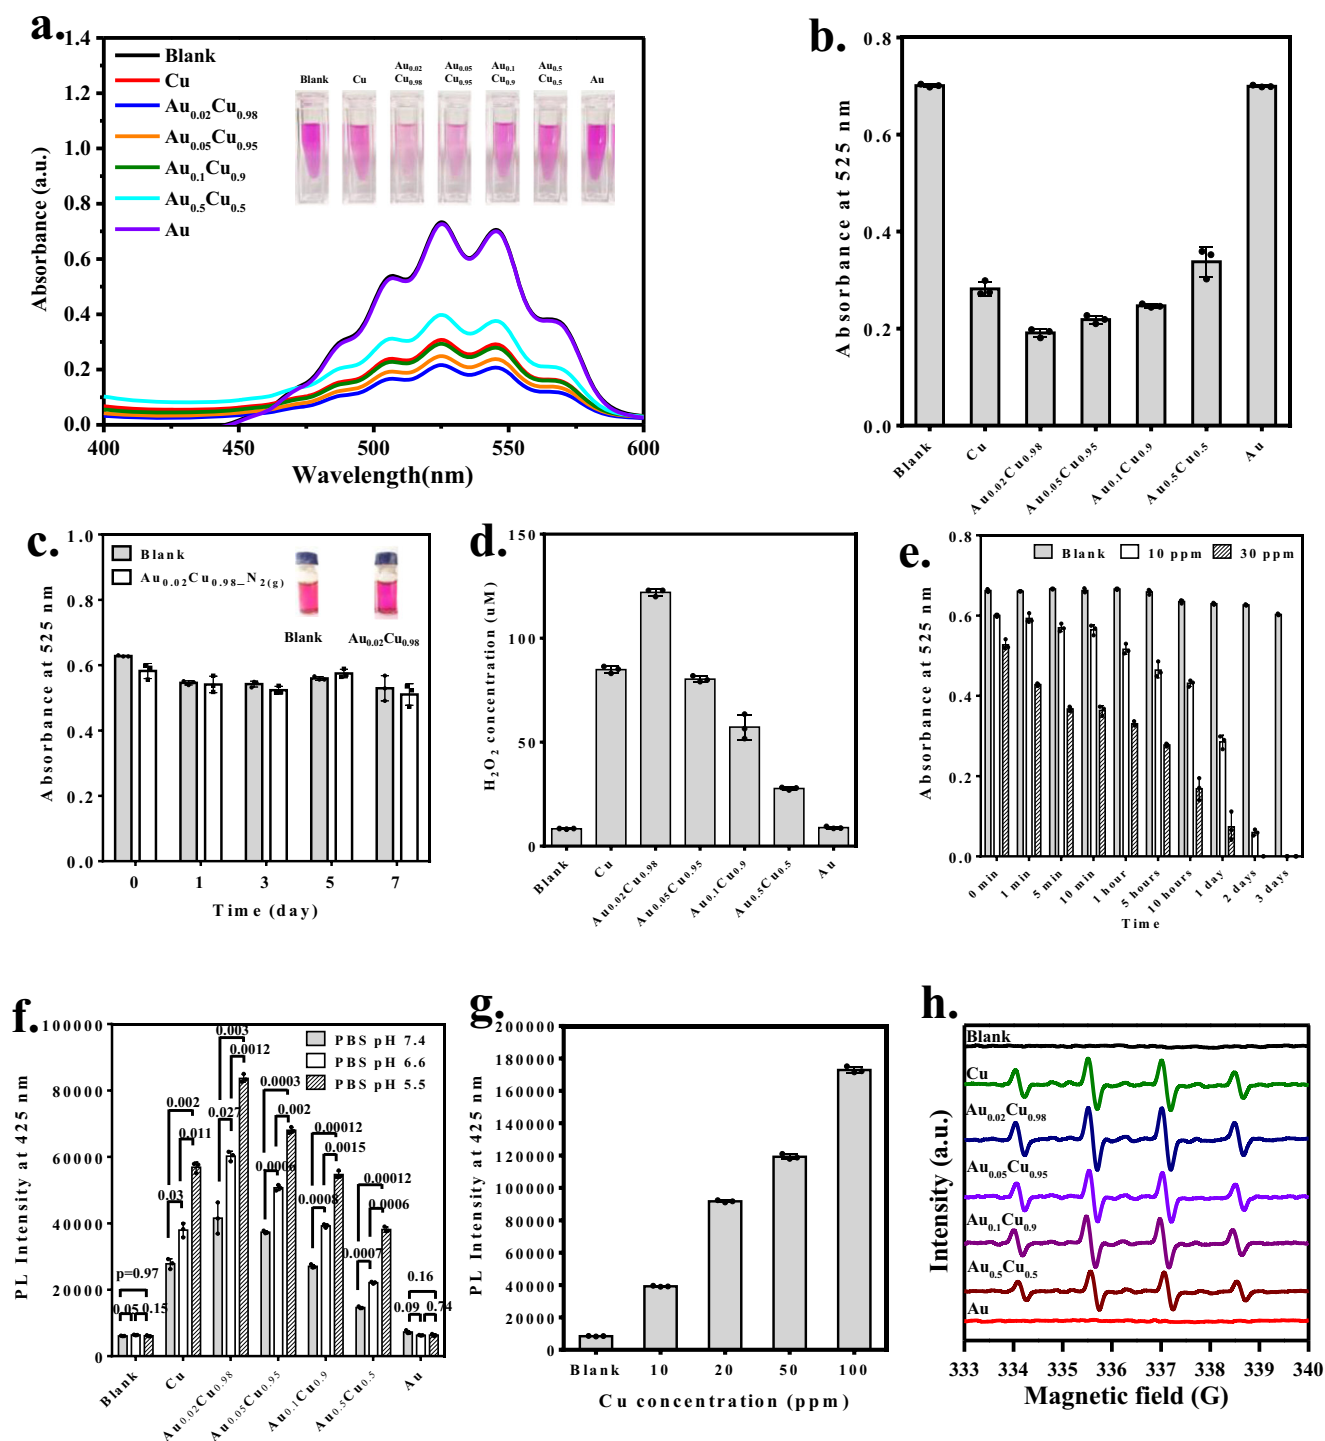 a.
1.4
1.2
1.0
0.8
0.6
0.4
0.2
0.0
400
450
500
550
600
Absorbance (a.u.)
Wavelength(nm)
Blank
Cu
Au0.02Cu0.98
Au0.05Cu0.95
Au0.1Cu0.9
Au0.5Cu0.5
Au
Blank
Cu
Au0.02
Cu0.98
Au0.05
Cu0.95
Au0.1
Cu0.9
Au0.5
Cu0.5
Au
b.
0.8
0.6
0.4
0.2
0.0
Absorbance at 525 nm
Blank
Cu
Au0.02Cu0.98
Au0.05Cu0.95
Au0.1Cu0.9
Au0.5Cu0.5
Au
c.
1.0
0.8
0.6
0.4
0.2
0.0
Absorbance at 525 nm
Blank
Au0.02Cu0.98_N2(g)
Blank
Au0.02Cu0.98
0
1
3
5
7
Time (day)
d.
150
100
50
0
H2O2 concentration (uM)
Blank
Cu
Au0.02Cu0.98
Au0.05Cu0.95
Au0.1Cu0.9
Au0.5Cu0.5
Au
e.
0.8
0.6
0.4
0.2
0.0
Absorbance at 525 nm
Blank
10 ppm
30 ppm
0 min
1 min
5 min
10 min
1 hour
5 hours
10 hours
1 day
2 days
3 days
Time
f.
100000
80000
60000
40000
20000
0
PL Intensity at 425 nm
PBS pH 7.4
PBS pH 6.6
PBS pH 5.5
p=0.97
0.05
0.15
0.002
0.011
0.03
0.003
0.0012
0.027
0.0003
0.002
0.0006
0.00012
0.0015
0.0008
0.00012
0.0006
0.0007
0.16
0.09
0.74
Blank
Cu
Au0.02Cu0.98
Au0.05Cu0.95
Au0.1Cu0.9
Au0.5Cu0.5
Au
g.
200000
180000
160000
140000
120000
100000
80000
60000
40000
20000
0
PL Intensity at 425 nm
Blank
10
20
50
100
Cu concentration (ppm)
h.
Blank
Cu
Au0.02Cu0.98
Au0.05Cu0.95
Au0.1Cu0.9
Au0.5Cu0.5
Au
Intensity (a.u.)
333
334
335
336
337
338
339
340
Magnetic field (G)